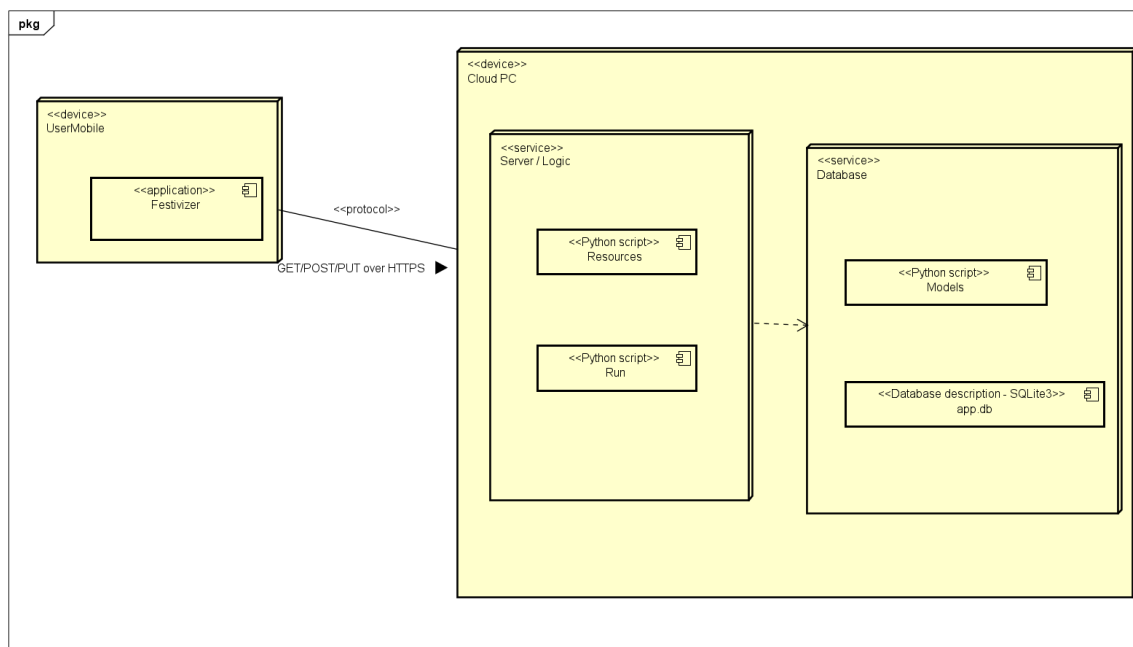 pkg
<<device>>
UserMobile
<<application>>
Festivizer
<<protocol>>
GET/POST/PUT over HTTPS
<<device>>
Cloud PC
<<service>>
Server / Logic
<<Python script>>
Resources
<<Python script>>
Run
<<service>>
Database
<<Python script>>
Models
<<Database description - SQLite3>>
app.db